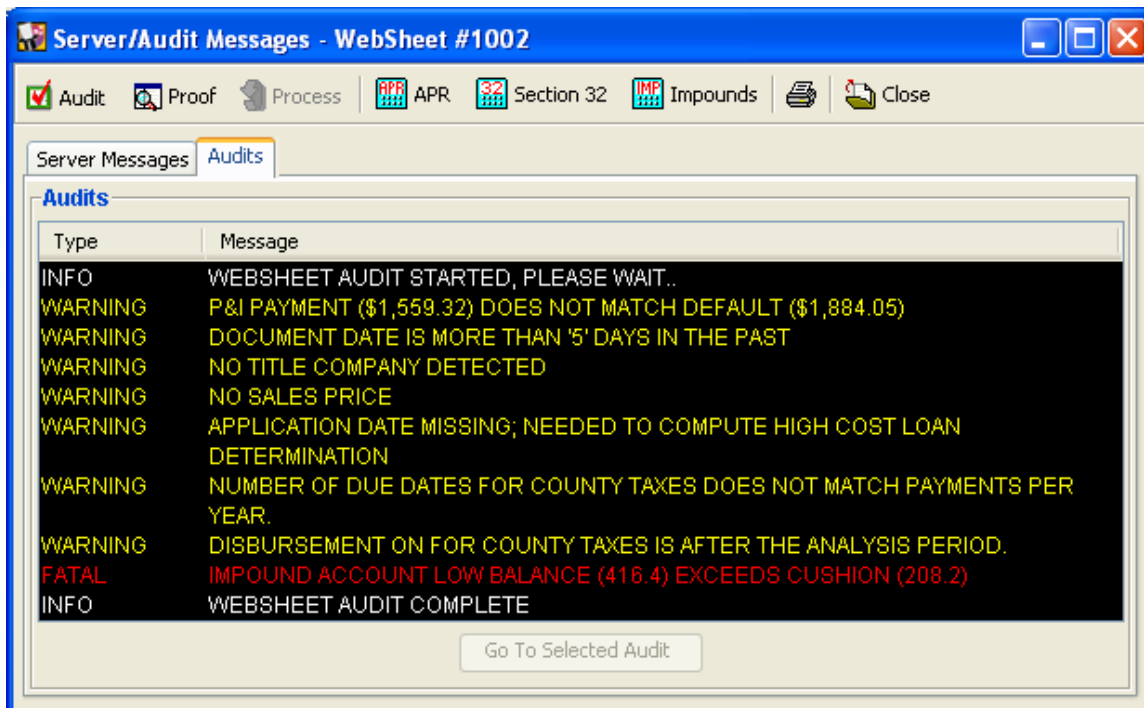 Server/Audit Messages - WebSheet #1002
Audit Proof Process APR APR 32 Section 32 IMP Impounds Close
Server Messages Audits
Audits
Type Message
INFO WEBSHEET AUDIT STARTED, PLEASE WAIT..
WARNING P&I PAYMENT ($1,559.32) DOES NOT MATCH DEFAULT ($1,884.05)
WARNING DOCUMENT DATE IS MORE THAN '5' DAYS IN THE PAST
WARNING NO TITLE COMPANY DETECTED
WARNING NO SALES PRICE
WARNING APPLICATION DATE MISSING; NEEDED TO COMPUTE HIGH COST LOAN
DETERMINATION
WARNING NUMBER OF DUE DATES FOR COUNTY TAXES DOES NOT MATCH PAYMENTS PER
YEAR.
WARNING DISBURSEMENT ON FOR COUNTY TAXES IS AFTER THE ANALYSIS PERIOD.
FATAL IMPOUND ACCOUNT LOW BALANCE (416.4) EXCEEDS CUSHION (208.2)
INFO WEBSHEET AUDIT COMPLETE
Go To Selected Audit